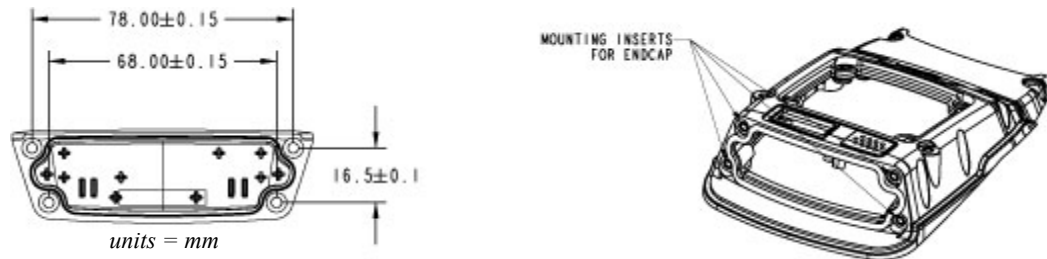 78.00±0.15
68.00±0.15
16.5±0.1
units = mm
MOUNTING INSERTS
FOR ENDCAP